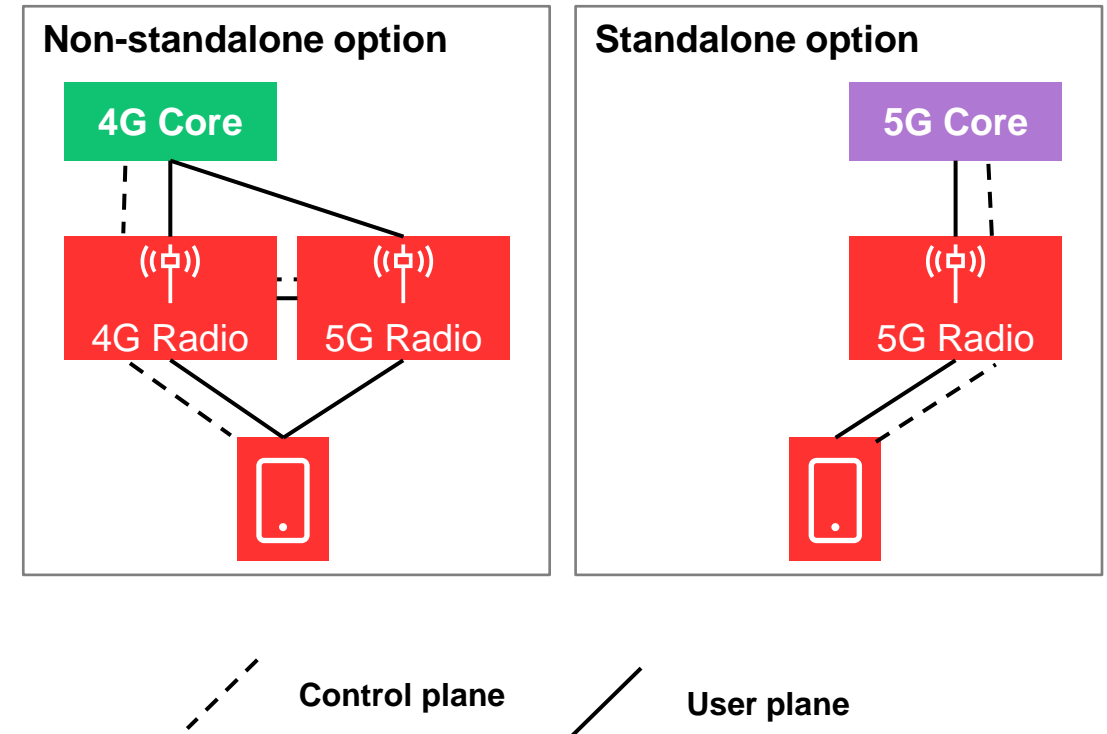 Non-standalone option
4G Core
4G Radio
5G Radio
Standalone option
5G Core
5G Radio
Control plane
User plane